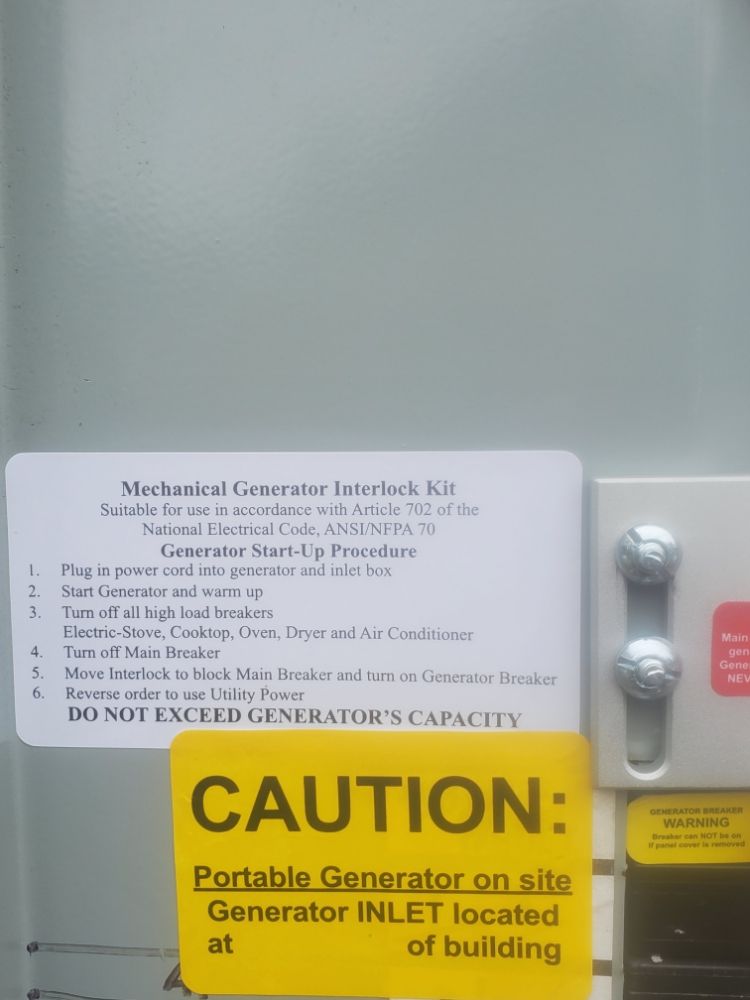 Mechanical Generator Interlock Kit
Suitable for use in accordance with Article 702 of the
National Electrical Code, ANSI/NFPA 70
Generator Start-Up Procedure
1. Plug in power cord into generator and inlet box
2. Start Generator and warm up
3. Turn off all high load breakers
Electric-Stove, Cooktop, Oven, Dryer and Air Conditioner
4. Turn off Main Breaker
5. Move Interlock to block Main Breaker and turn on Generator Breaker
6. Reverse order to use Utility Power
DO NOT EXCEED GENERATOR'S CAPACITY
Main
gen
Gene
NEV
CAUTION:
Portable Generator on site
Generator INLET located
at of building
GENERATOR BREAKER
WARNING
Breaker can NOT be on
if panel cover is removed